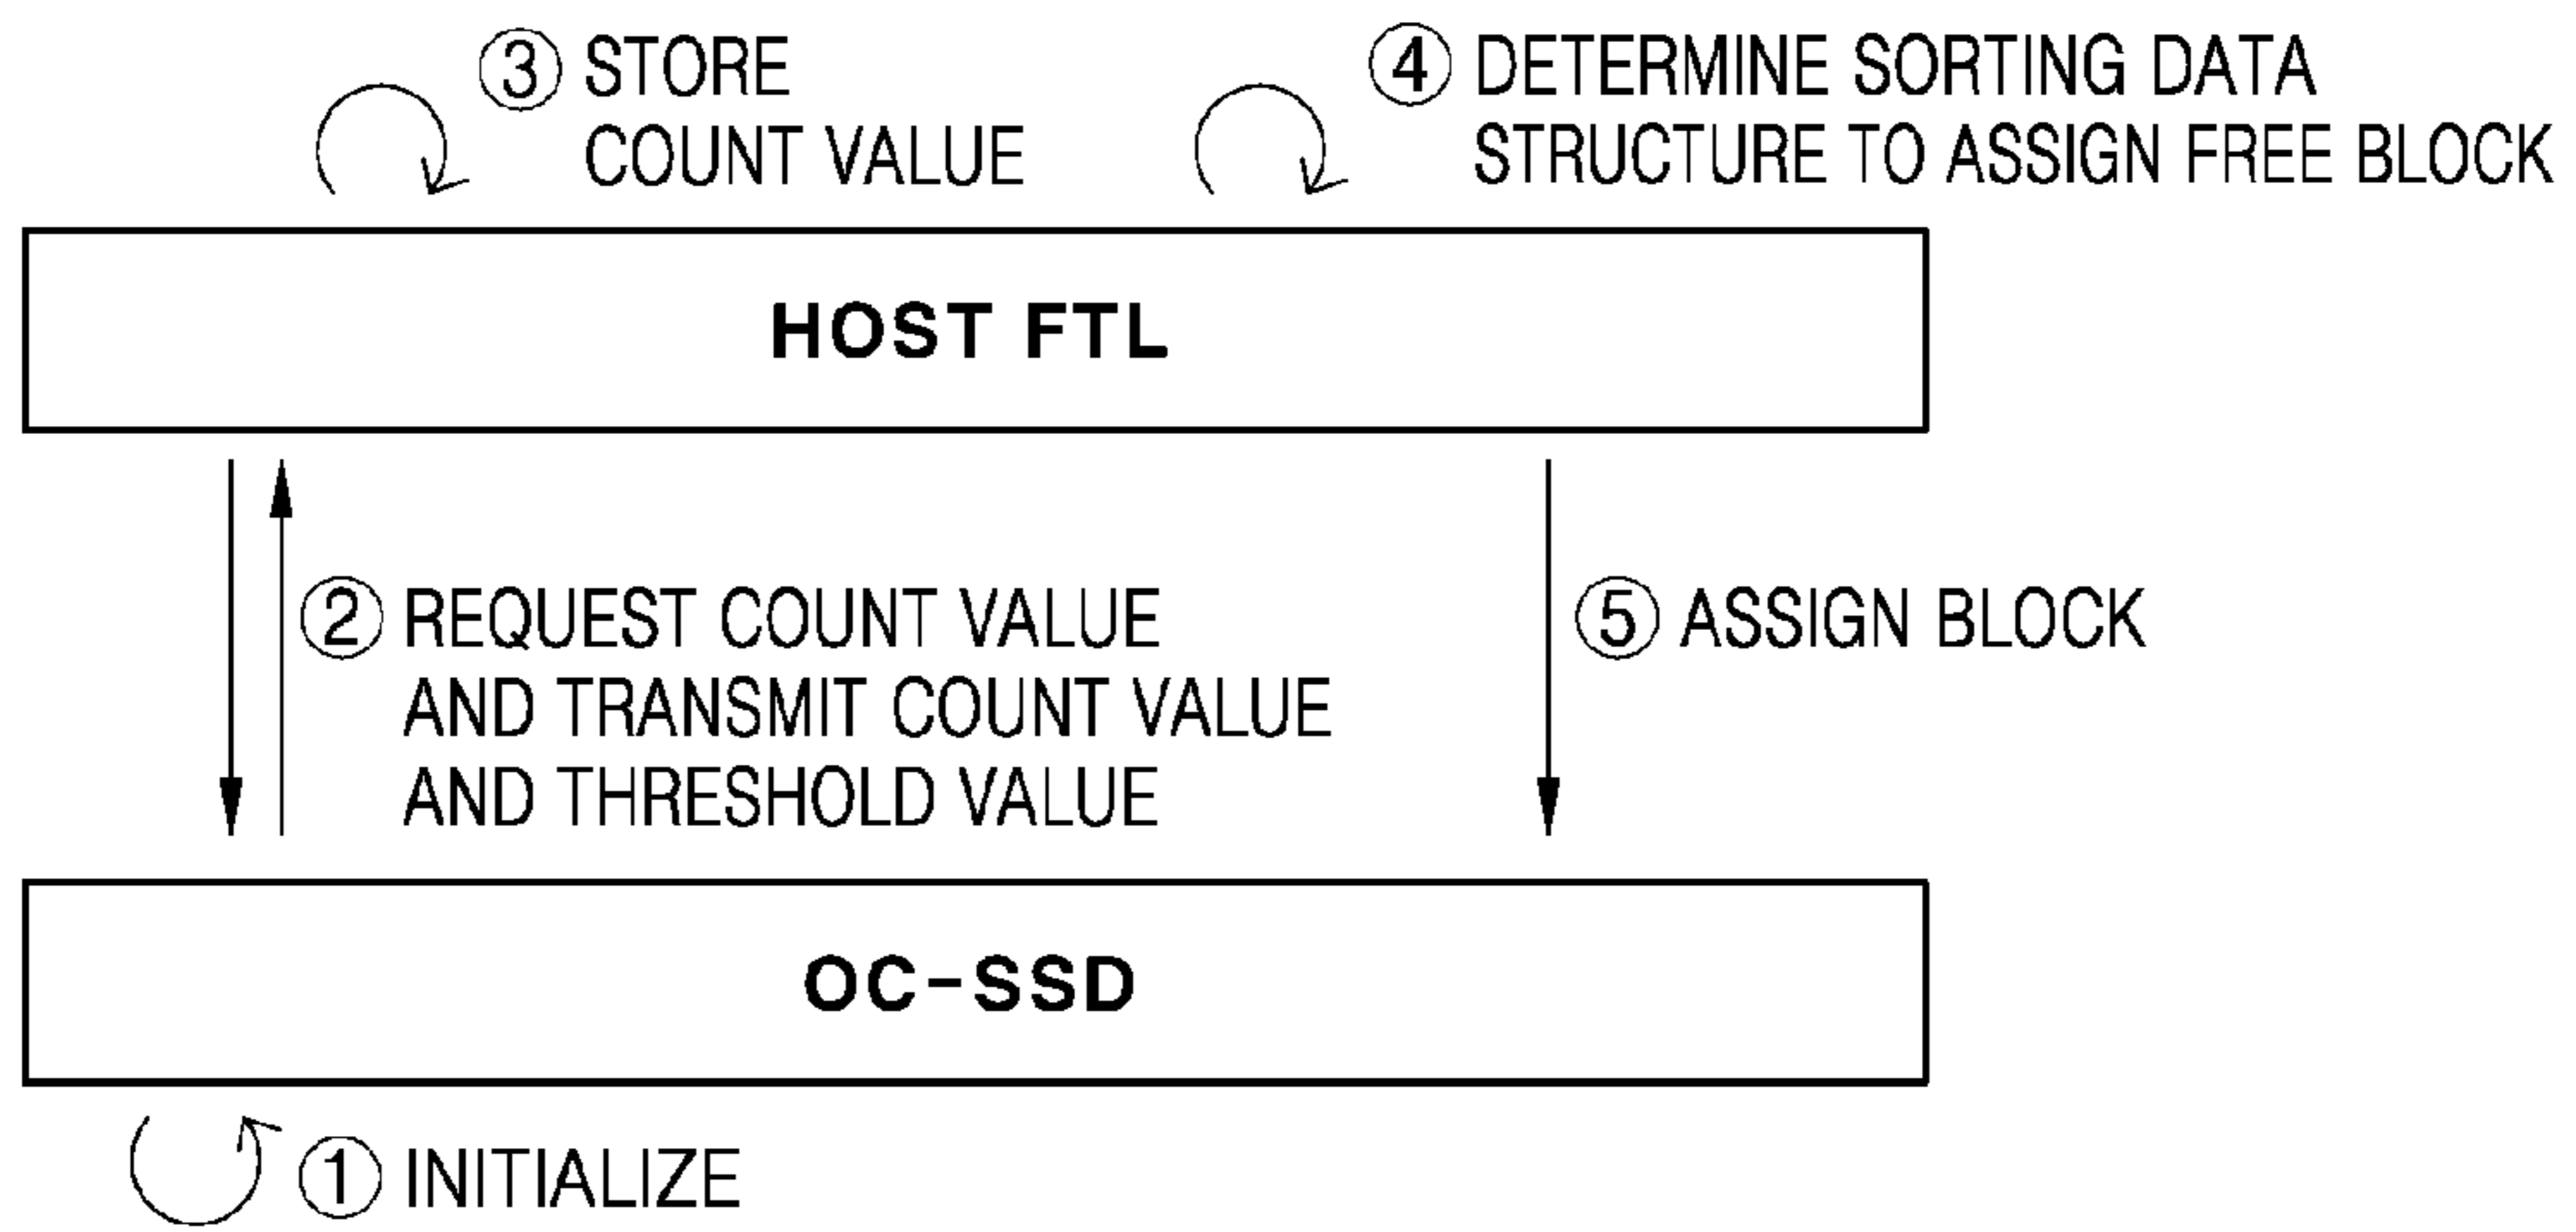 ③ STORE
COUNT VALUE
④ DETERMINE SORTING DATA
STRUCTURE TO ASSIGN FREE BLOCK
HOST FTL
② REQUEST COUNT VALUE
AND TRANSMIT COUNT VALUE
AND THRESHOLD VALUE
⑤ ASSIGN BLOCK
OC-SSD
① INITIALIZE